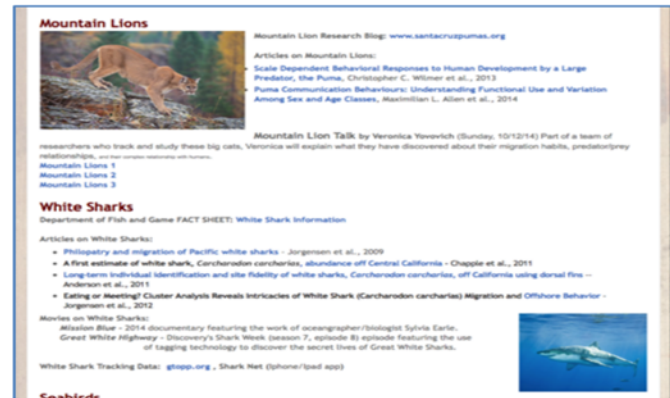 Mountain Lions
Mountain Lion Research Blog: www.santacruzpumas.org
Articles on Mountain Lions:
Scale Dependent Behavioral Responses to Human Development by a Large
Predator, the Puma, Christopher C. Wilmer et al., 2013
Puma Communication Behaviours: Understanding Functional Use and Variation
Among Sex and Age Classes, Maximilian L. Allen et al., 2014
Mountain Lion Talk by Veronica Yovovich (Sunday, 10/12/14) Part of a team of
researchers who track and study these big cats, Veronica will explain what they have discovered about their migration habits, predator/prey
relationships, and their complex relationship with humans.
Mountain Lions 1
Mountain Lions 2
Mountain Lions 3
White Sharks
Department of Fish and Game FACT SHEET: White Shark Information
Articles on White Sharks:
• Philopatry and migration of Pacific white sharks - Jorgensen et al., 2009
• A first estimate of white shark, Carcharodon carcharias, abundance off Central California - Chapple et al., 2011
• Long-term individual identification and site fidelity of white sharks, Carcharodon carcharias, off California using dorsal fins --
Anderson et al., 2011
• Eating or Meeting? Cluster Analysis Reveals Intricacies of White Shark (Carcharodon carcharias) Migration and Offshore Behavior -
Jorgensen et al., 2012
Movies on White Sharks:
Mission Blue - 2014 documentary featuring the work of oceanographer/biologist Sylvia Earle.
Great White Highway - Discovery's Shark Week (season 7, episode 8) episode featuring the use
of tagging technology to discover the secret lives of Great White Sharks.
White Shark Tracking Data: gtopp.org , Shark Net (iphone/ipad app)
Seabirds